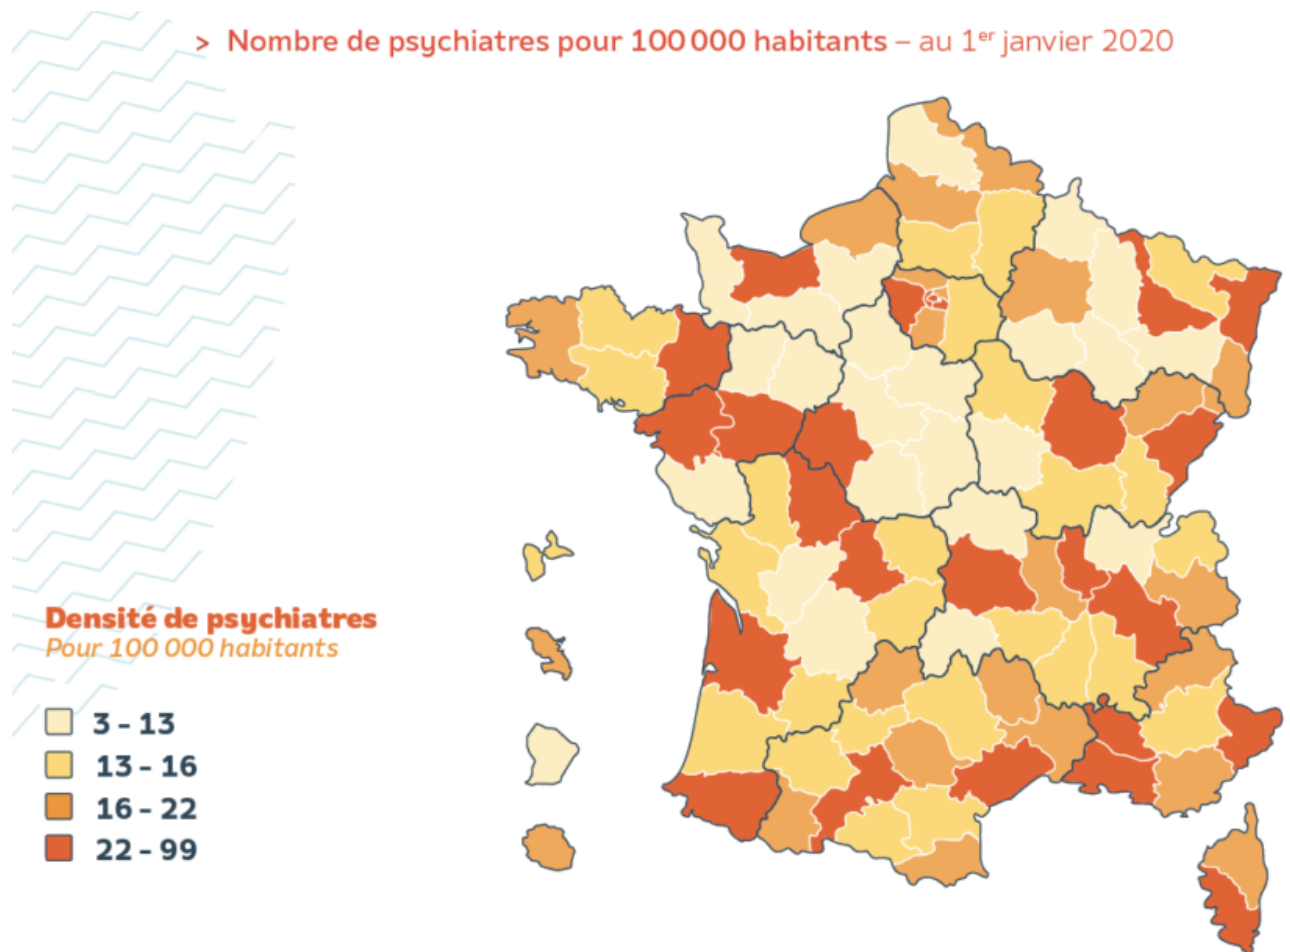 > Nombre de psychiatres pour 100 000 habitants – au 1er janvier 2020
Densité de psychiatres
Pour 100 000 habitants
3 - 13
13 - 16
16 - 22
22 - 99